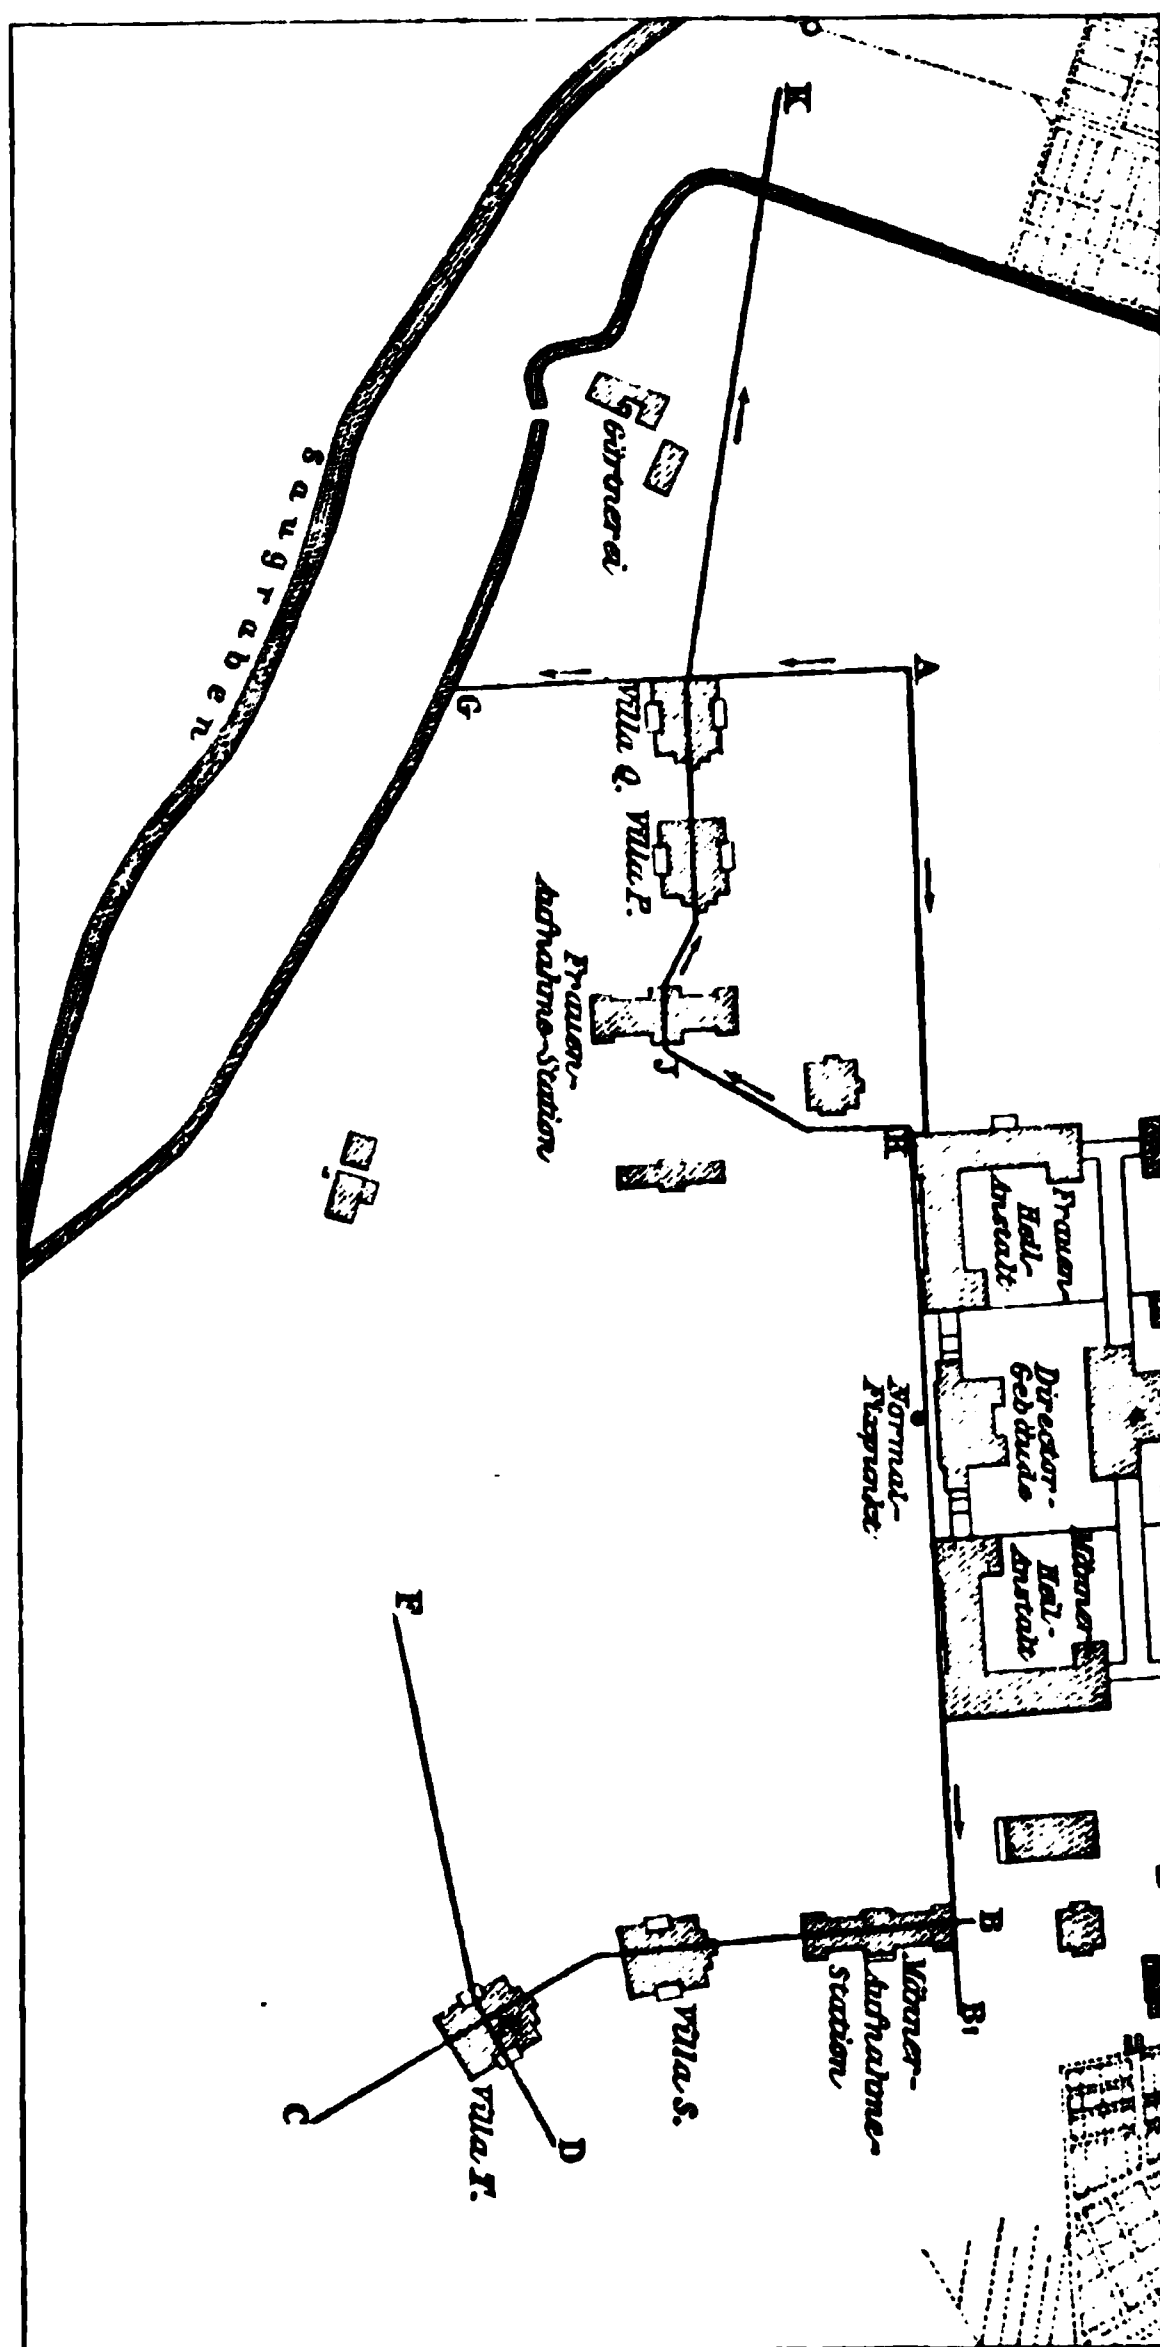 K
Saugraben
Gärtnerei
A
G
Villa Q.
Villa P.
Frauen-
Aufnahme-Station
J
H
Frauen-
Heil-
Anstalt
Director-
Gebäude
Normal-
Fixpunkt
Männer
Heil-
Anstalt
F
B
B1
Männer-
Aufnahme-
Station
Villa S.
Villa T.
D
C